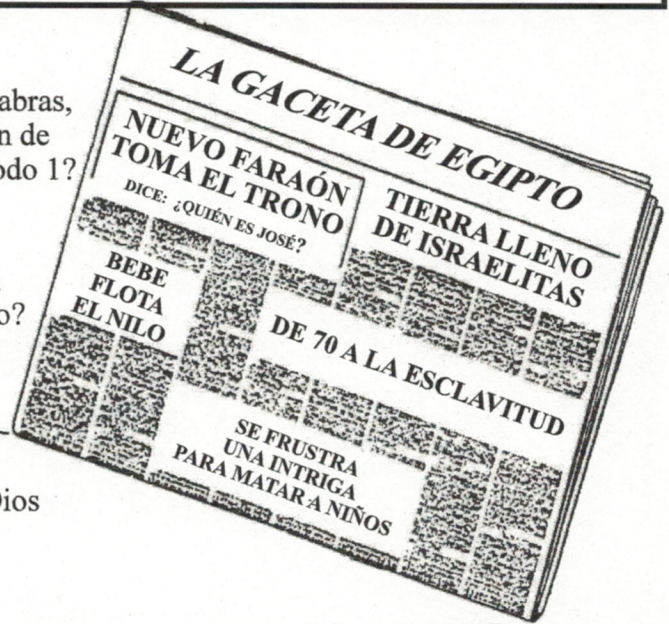 abras,
n de
odo 1?
o?
Dios
LA GACETA DE EGIPTO
NUEVO FARAÓN
TOMA EL TRONO
DICE: ¿QUIÉN ES JOSÉ?
TIERRA LLENO
DE ISRAELITAS
BEBE
FLOTA
EL NILO
DE 70 A LA ESCLAVITUD
SE FRUSTRA
UNA INTRIGA
PARA MATAR A NIÑOS